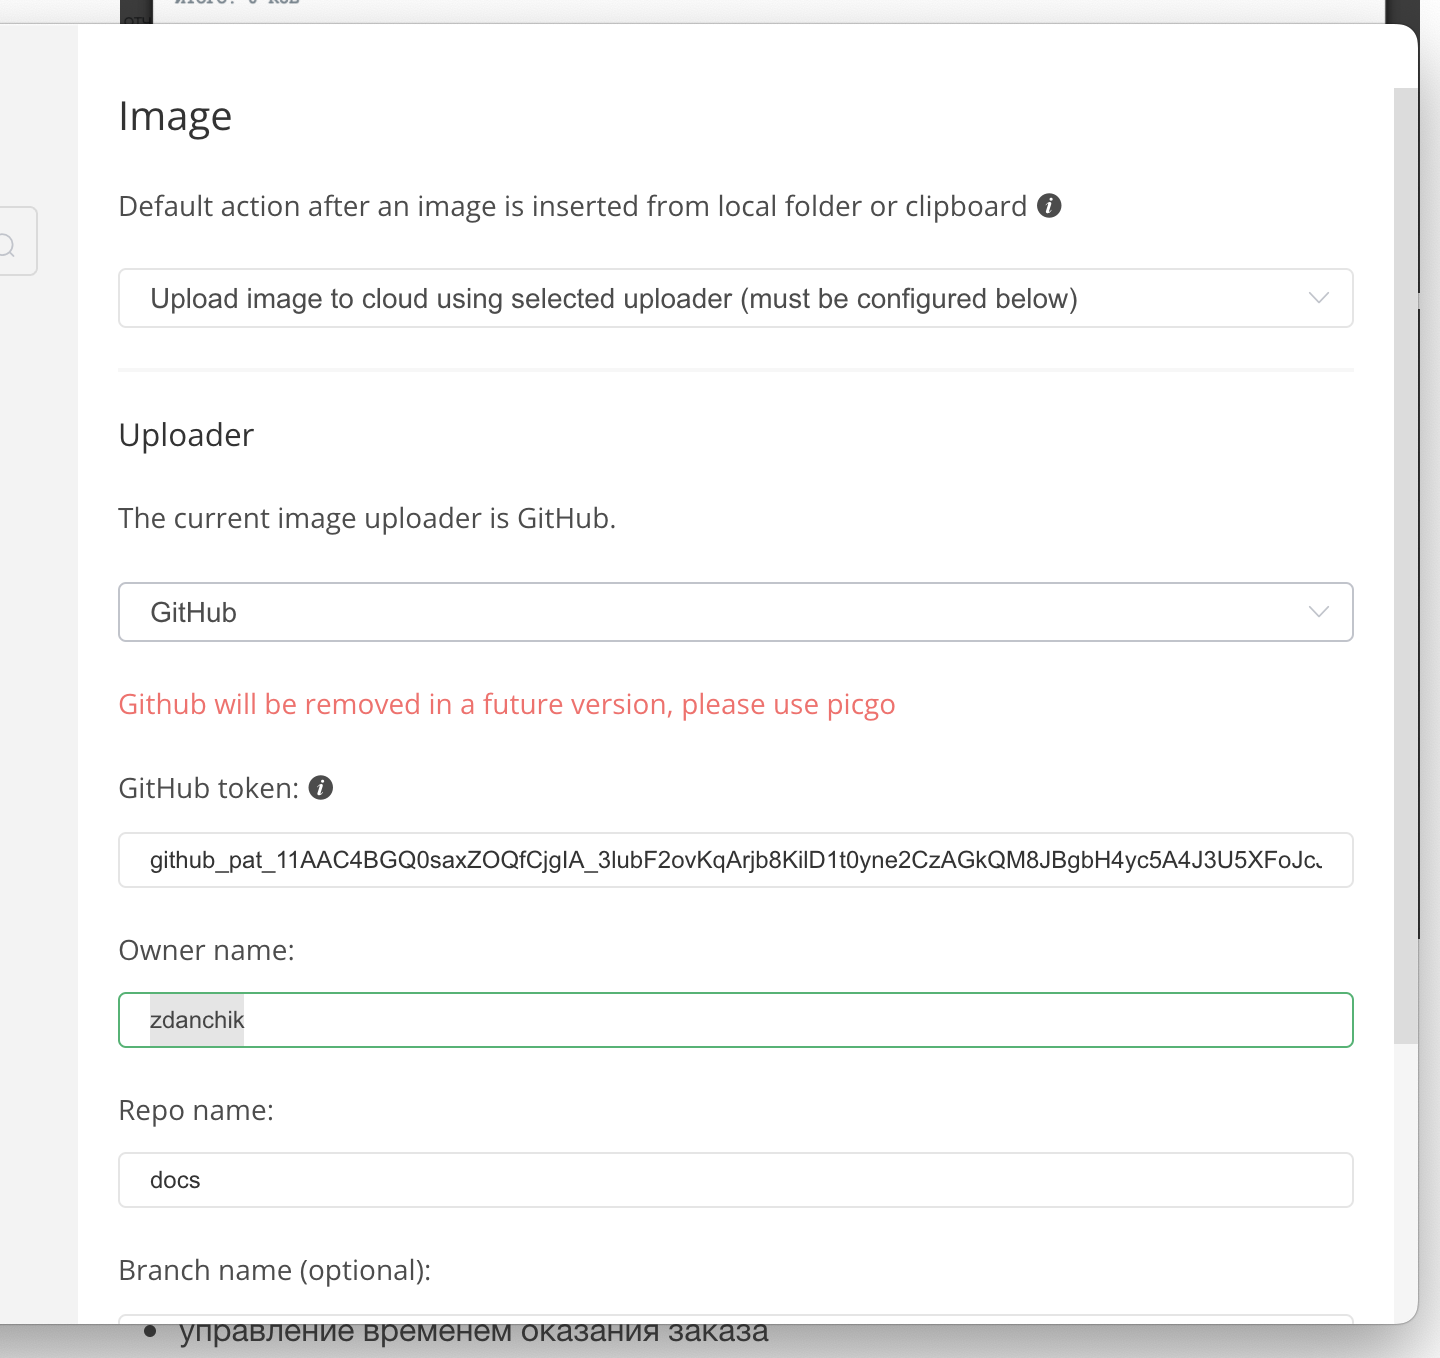 Image
Default action after an image is inserted from local folder or clipboard
Upload image to cloud using selected uploader (must be configured below)
Uploader
The current image uploader is GitHub.
GitHub
Github will be removed in a future version, please use picgo
GitHub token:
github_pat_11AAC4BGQ0saxZOQfCjgIA_3lubF2ovKqArjb8KilD1t0yne2CzAGkQM8JBgbH4yc5A4J3U5XFoJc
Owner name:
zdanchik
Repo name:
docs
Branch name (optional):
• управление временем оказания заказа